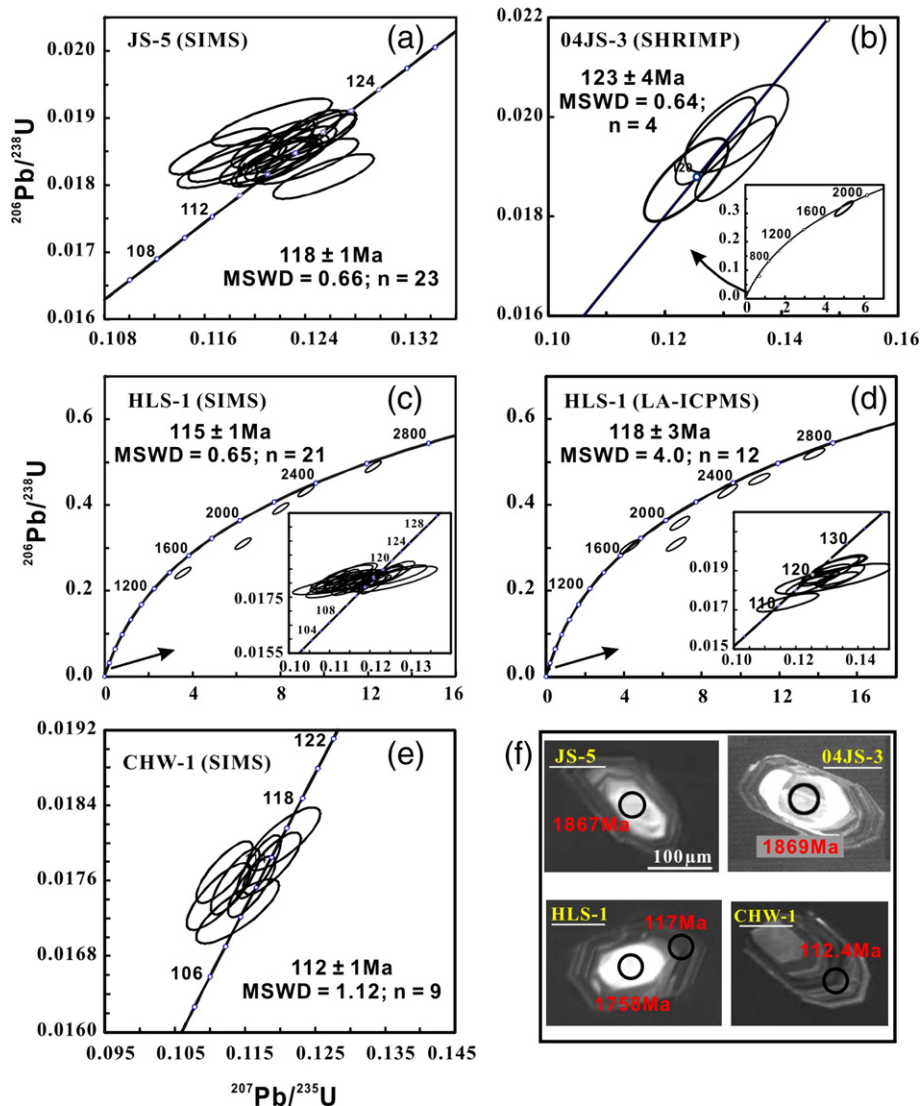 JS-5 (SIMS)
(a)
0.020
0.019
0.018
0.017
0.016
124
112
108
118 ± 1Ma
MSWD = 0.66; n = 23
0.108
0.116
0.124
0.132
206Pb/238U
04JS-3 (SHRIMP)
(b)
0.022
0.020
0.018
0.016
123 ± 4Ma
MSWD = 0.64;
n = 4
120
2000
1600
1200
800
0.3
0.2
0.1
0.0
0 2 4 6
0.10
0.12
0.14
0.16
HLS-1 (SIMS)
(c)
115 ± 1Ma
MSWD = 0.65; n = 21
0.6
0.4
0.2
0.0
2800
2400
2000
1600
1200
128
124
120
108
104
0.0175
0.0155
0.10 0.11 0.12 0.13
0 4 8 12 16
206Pb/238U
HLS-1 (LA-ICPMS)
(d)
118 ± 3Ma
MSWD = 4.0; n = 12
0.6
0.4
0.2
0.0
2800
2400
2000
1600
1200
130
120
110
0.019
0.017
0.015
0.10 0.12 0.14
0 4 8 12 16
CHW-1 (SIMS)
(e)
0.0192
0.0184
0.0176
0.0168
0.0160
122
118
106
112 ± 1Ma
MSWD = 1.12; n = 9
0.095 0.105 0.115 0.125 0.135 0.145
207Pb/235U
(f)
JS-5
1867Ma
100μm
04JS-3
1869Ma
HLS-1
117Ma
1758Ma
CHW-1
112.4Ma